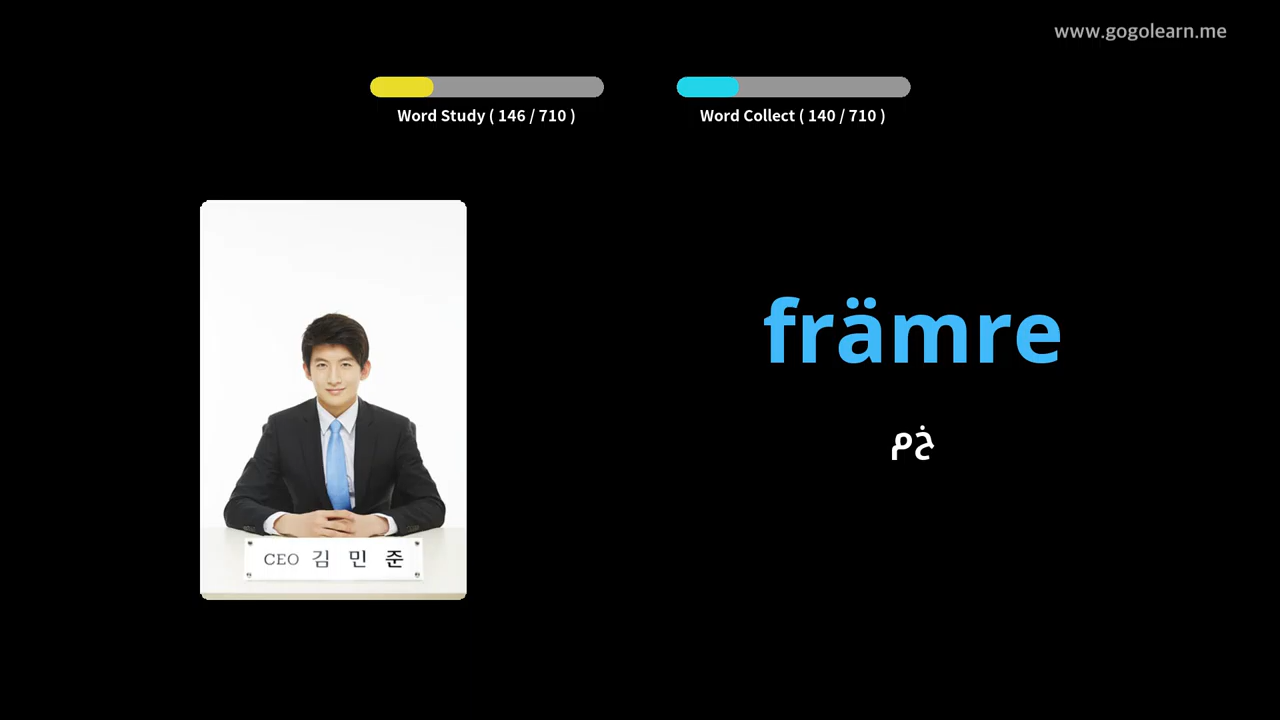 www.gogolearn.me
Word Study ( 146 / 710 )
Word Collect ( 140 / 710 )
främre
CEO 김 민 준